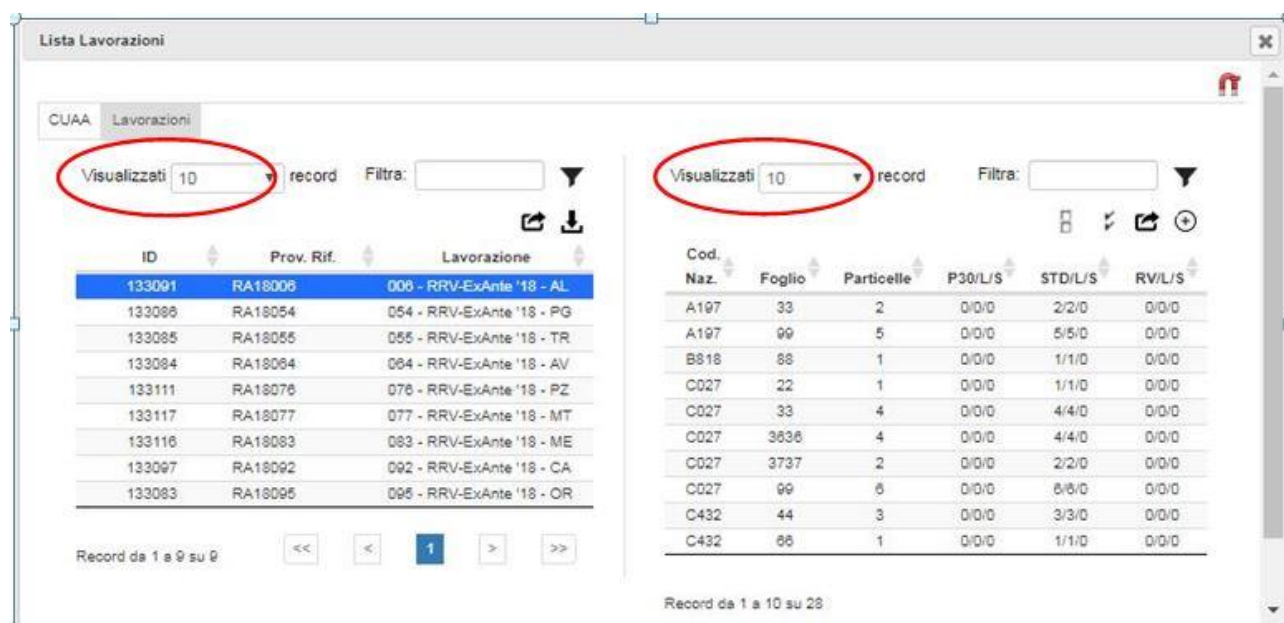 Lista Lavorazioni
CUAA Lavorazioni
Visualizzati 10 record Filtra:
ID Prov. Rif. Lavorazione
133091 RA18006 006 - RRV-ExAnte '18 - AL
133086 RA18054 054 - RRV-ExAnte '18 - PG
133085 RA18055 055 - RRV-ExAnte '18 - TR
133084 RA18064 064 - RRV-ExAnte '18 - AV
133111 RA18076 076 - RRV-ExAnte '18 - PZ
133117 RA18077 077 - RRV-ExAnte '18 - MT
133116 RA18083 083 - RRV-ExAnte '18 - ME
133097 RA18092 092 - RRV-ExAnte '18 - CA
133083 RA18095 095 - RRV-ExAnte '18 - OR
Record da 1 a 9 su 9 << < 1 > >>
Visualizzati 10 record Filtra:
Cod.
Naz. Foglio Particelle P30/L/S STD/L/S RV/L/S
A197 33 2 0/0/0 2/2/0 0/0/0
A197 99 5 0/0/0 5/5/0 0/0/0
B818 88 1 0/0/0 1/1/0 0/0/0
C027 22 1 0/0/0 1/1/0 0/0/0
C027 33 4 0/0/0 4/4/0 0/0/0
C027 3636 4 0/0/0 4/4/0 0/0/0
C027 3737 2 0/0/0 2/2/0 0/0/0
C027 99 6 0/0/0 6/6/0 0/0/0
C432 44 3 0/0/0 3/3/0 0/0/0
C432 66 1 0/0/0 1/1/0 0/0/0
Record da 1 a 10 su 28